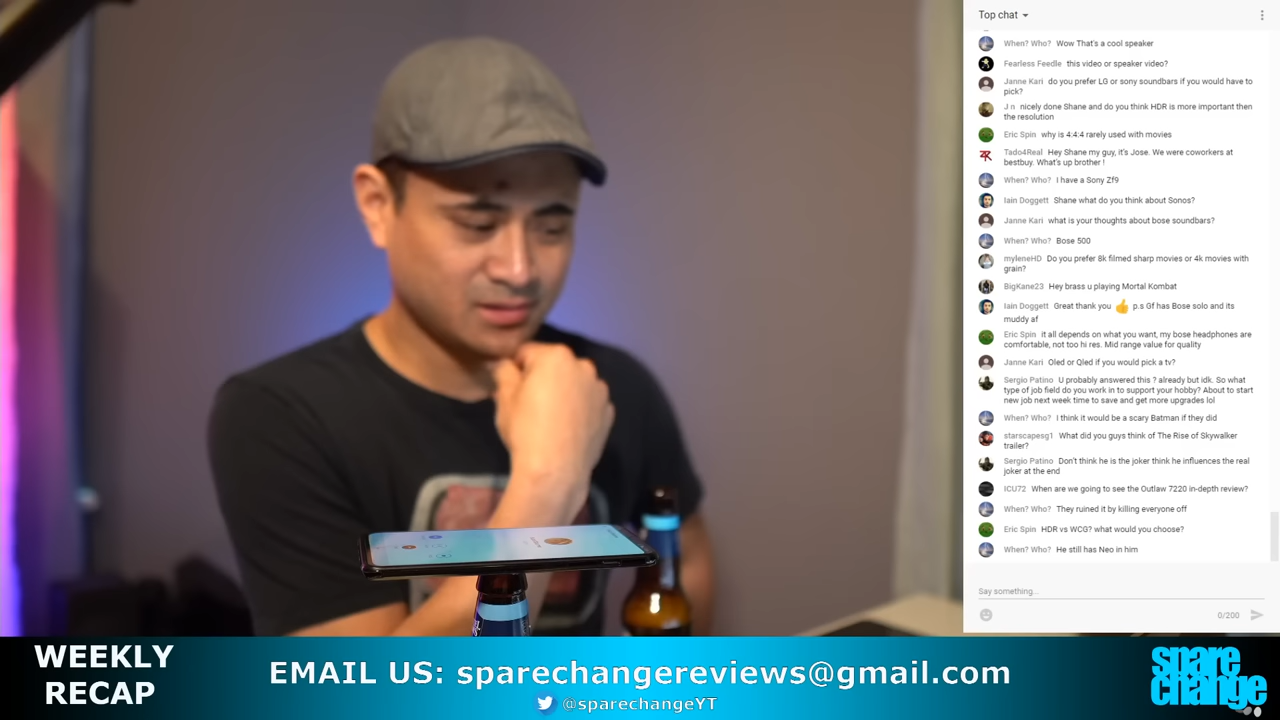 Top chat
When? Who? Wow That's a cool speaker
Fearless Feedle this video or speaker video?
Janne Kari do you prefer LG or sony soundbars if you would have to
pick?
J n nicely done Shane and do you think HDR is more important then
the resolution
Eric Spin why is 4:4:4 rarely used with movies
Tado4Real Hey Shane my guy, it's Jose. We were coworkers at
bestbuy. What's up brother !
When? Who? I have a Sony Zf9
Iain Doggett Shane what do you think about Sonos?
Janne Kari what is your thoughts about bose soundbars?
When? Who? Bose 500
myleneHD Do you prefer 8k filmed sharp movies or 4k movies with
grain?
BigKane23 Hey brass u playing Mortal Kombat
Iain Doggett Great thank you 👍 p.s Gf has Bose solo and its
muddy af
Eric Spin it all depends on what you want, my bose headphones are
comfortable, not too hi res. Mid range value for quality
Janne Kari Oled or Qled if you would pick a tv?
Sergio Patino U probably answered this ? already but idk. So what
type of job field do you work in to support your hobby? About to start
new job next week time to save and get more upgrades lol
When? Who? I think it would be a scary Batman if they did
starscapesg1 What did you guys think of The Rise of Skywalker
trailer?
Sergio Patino Don't think he is the joker think he influences the real
joker at the end
ICU72 When are we going to see the Outlaw 7220 in-depth review?
When? Who? They ruined it by killing everyone off
Eric Spin HDR vs WCG? what would you choose?
When? Who? He still has Neo in him
Say something...
0/200
WEEKLY
RECAP
EMAIL US: sparechangereviews@gmail.com
@sparechangeYT
spare
change